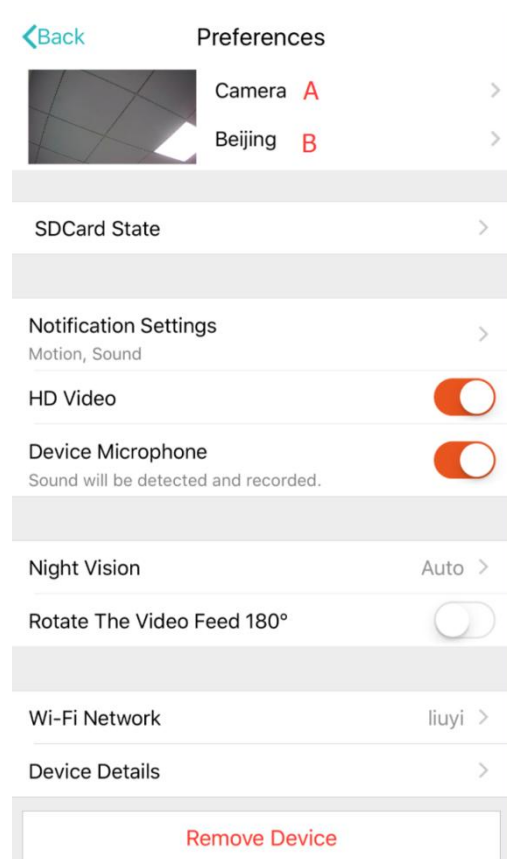 Back
Preferences
Camera A
Beijing B
SDCard State
Notification Settings
Motion, Sound
HD Video
Device Microphone
Sound will be detected and recorded.
Night Vision Auto
Rotate The Video Feed 180°
Wi-Fi Network liuyi
Device Details
Remove Device